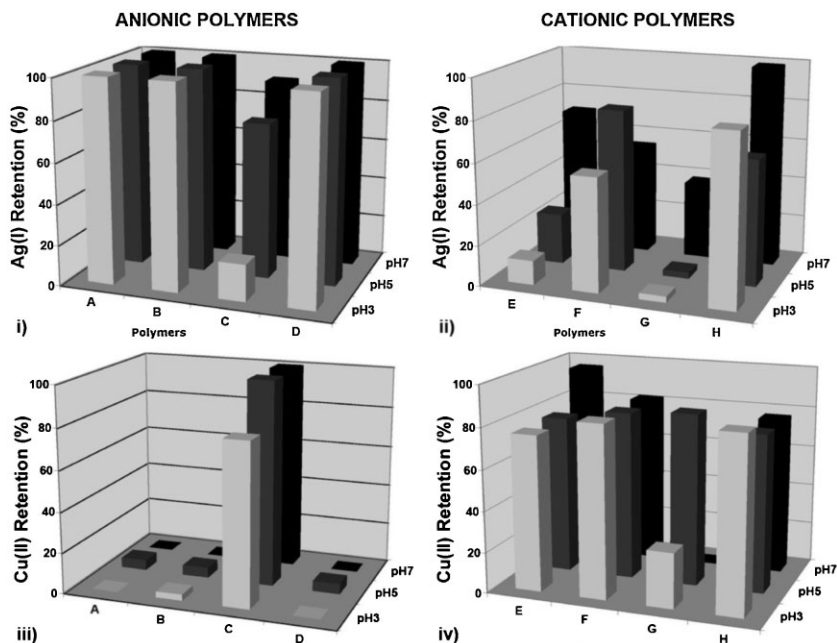 ANIONIC POLYMERS
CATIONIC POLYMERS
Ag(I) Retention (%)
100
80
60
40
20
0
A
B
C
D
Polymers
pH3
pH5
pH7
i)
Ag(I) Retention (%)
100
80
60
40
20
0
E
F
G
H
Polymers
pH3
pH5
pH7
ii)
Cu(II) Retention (%)
100
80
60
40
20
0
A
B
C
D
pH3
pH5
pH7
iii)
Cu(II) Retention (%)
100
80
60
40
20
0
E
F
G
H
pH3
pH5
pH7
iv)